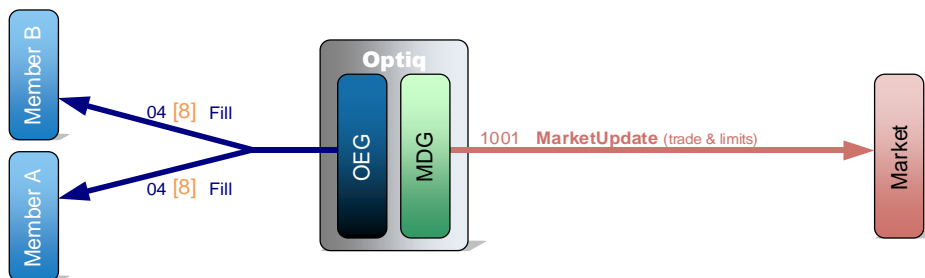 Member B
Optiq
04 [8] Fill
OEG
MDG
1001 MarketUpdate (trade & limits)
Market
Member A
04 [8] Fill